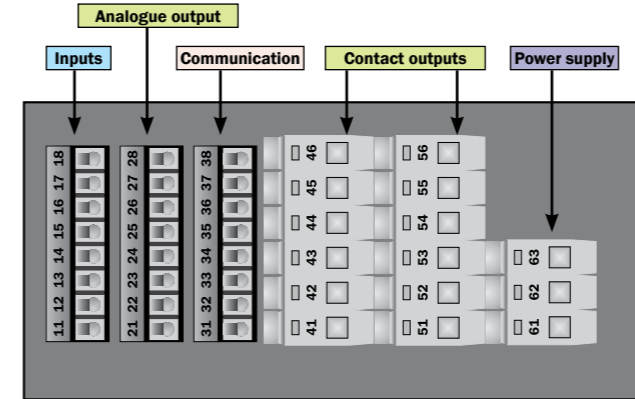 Analogue output
Inputs
Communication
Contact outputs
Power supply
18 17 16 15 14 13 12 11
28 27 26 25 24 23 22 21
38 37 36 35 34 33 32 31
46 45 44 43 42 41
56 55 54 53 52 51
63 62 61